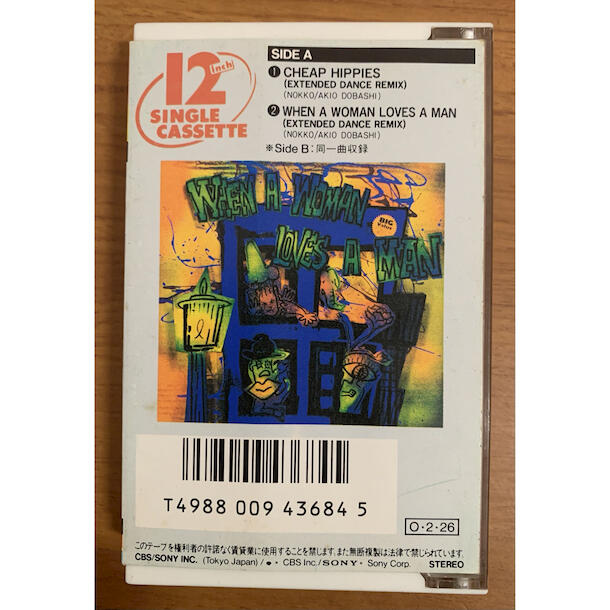 12 inch
SINGLE
CASSETTE
SIDE A
❶ CHEAP HIPPIES
(EXTENDED DANCE REMIX)
(NOKKO/AKIO DOBASHI)
❷ WHEN A WOMAN LOVES A MAN
(EXTENDED DANCE REMIX)
(NOKKO/AKIO DOBASHI)
※Side B:同一曲収録
WHEN A WOMAN
BIG
Value
LOVES A MAN
T4988 009 43684 5
O・2・26
このテープを権利者の許諾なく賃貸業に使用することを禁じます。また無断複製は法律で禁じられています。
CBS/SONY INC. (Tokyo Japan)/● • CBS Inc./SONY • Sony Corp. STEREO